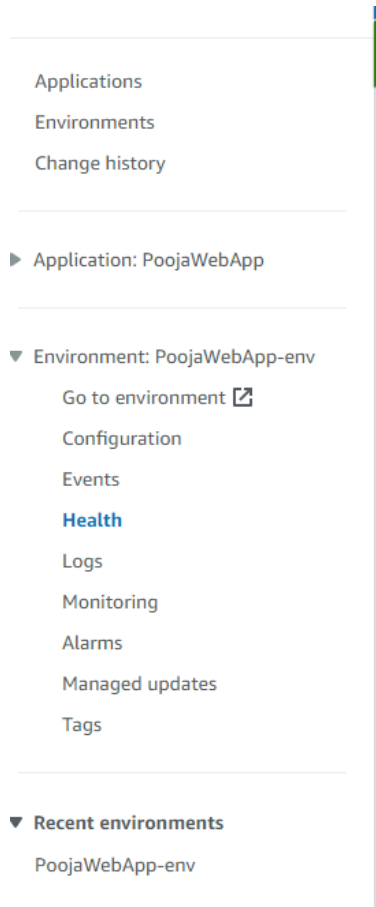 Applications
Environments
Change history
Application: PoojaWebApp
Environment: PoojaWebApp-env
Go to environment
Configuration
Events
Health
Logs
Monitoring
Alarms
Managed updates
Tags
Recent environments
PoojaWebApp-env